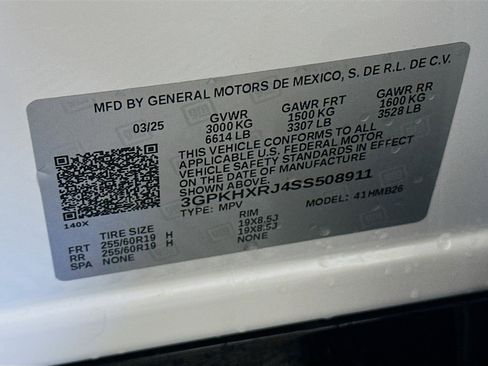 MFD BY GENERAL MOTORS DE MEXICO, S. DE R.L. DE C.V.
03/25 GVWR GAWR FRT GAWR RR
3000 KG 1500 KG 1600 KG
6614 LB 3307 LB 3528 LB
THIS VEHICLE CONFORMS TO ALL
APPLICABLE U.S. FEDERAL MOTOR
VEHICLE SAFETY STANDARDS IN EFFECT
ON THE DATE OF MANUFACTURE
3GPKHXRJ4SS508911
TYPE: MPV MODEL: 41HMB26
140X
TIRE SIZE RIM
FRT 255/60R19 H 19X8.5J
RR 255/60R19 H 19X8.5J
SPA NONE NONE